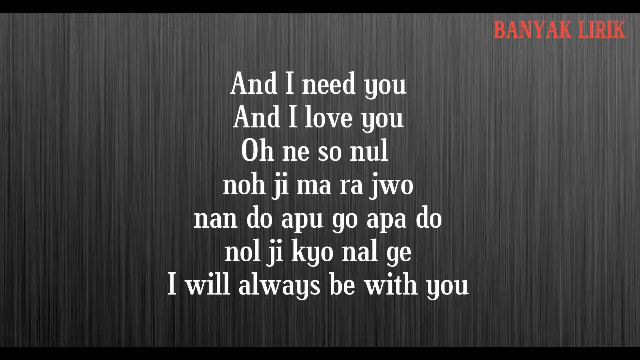 BANYAK LIRIK
And I need you
And I love you
Oh ne so nul
noh ji ma ra jwo
nan do apu go apa do
nol ji kyo nal ge
I will always be with you